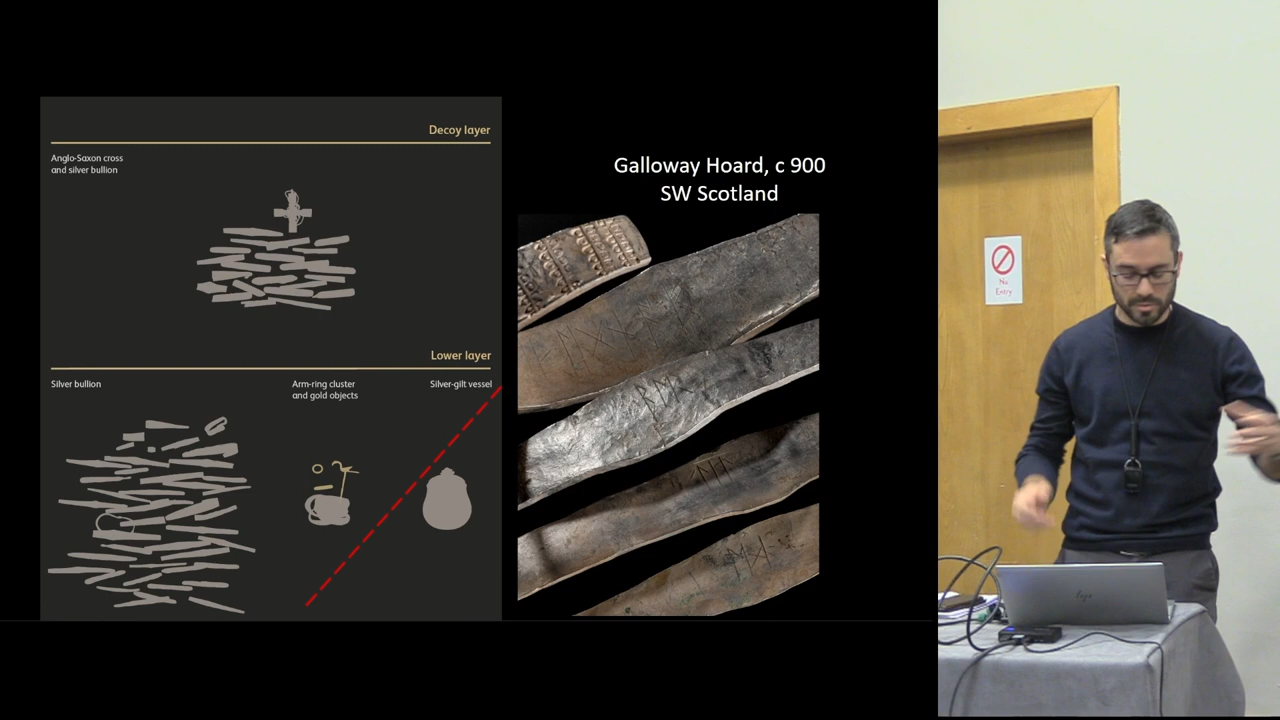 Decoy layer
Anglo-Saxon cross
and silver bullion
Lower layer
Silver bullion
Arm-ring cluster
and gold objects
Silver-gilt vessel
Galloway Hoard, c 900
SW Scotland
No
Entry